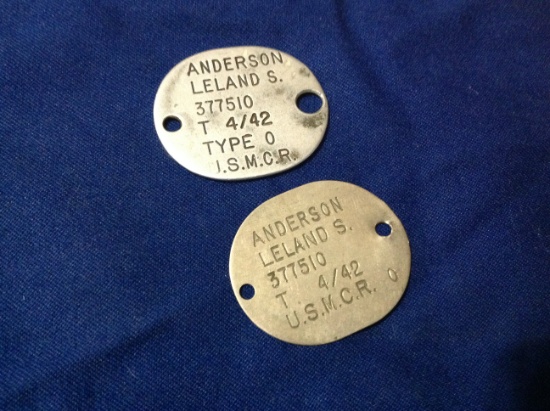 ANDERSON
LELAND S.
377510
T 4/42
TYPE O
U.S.M.C.R.
ANDERSON
LELAND S.
377510
T. 4/42
U.S.M.C.R. O